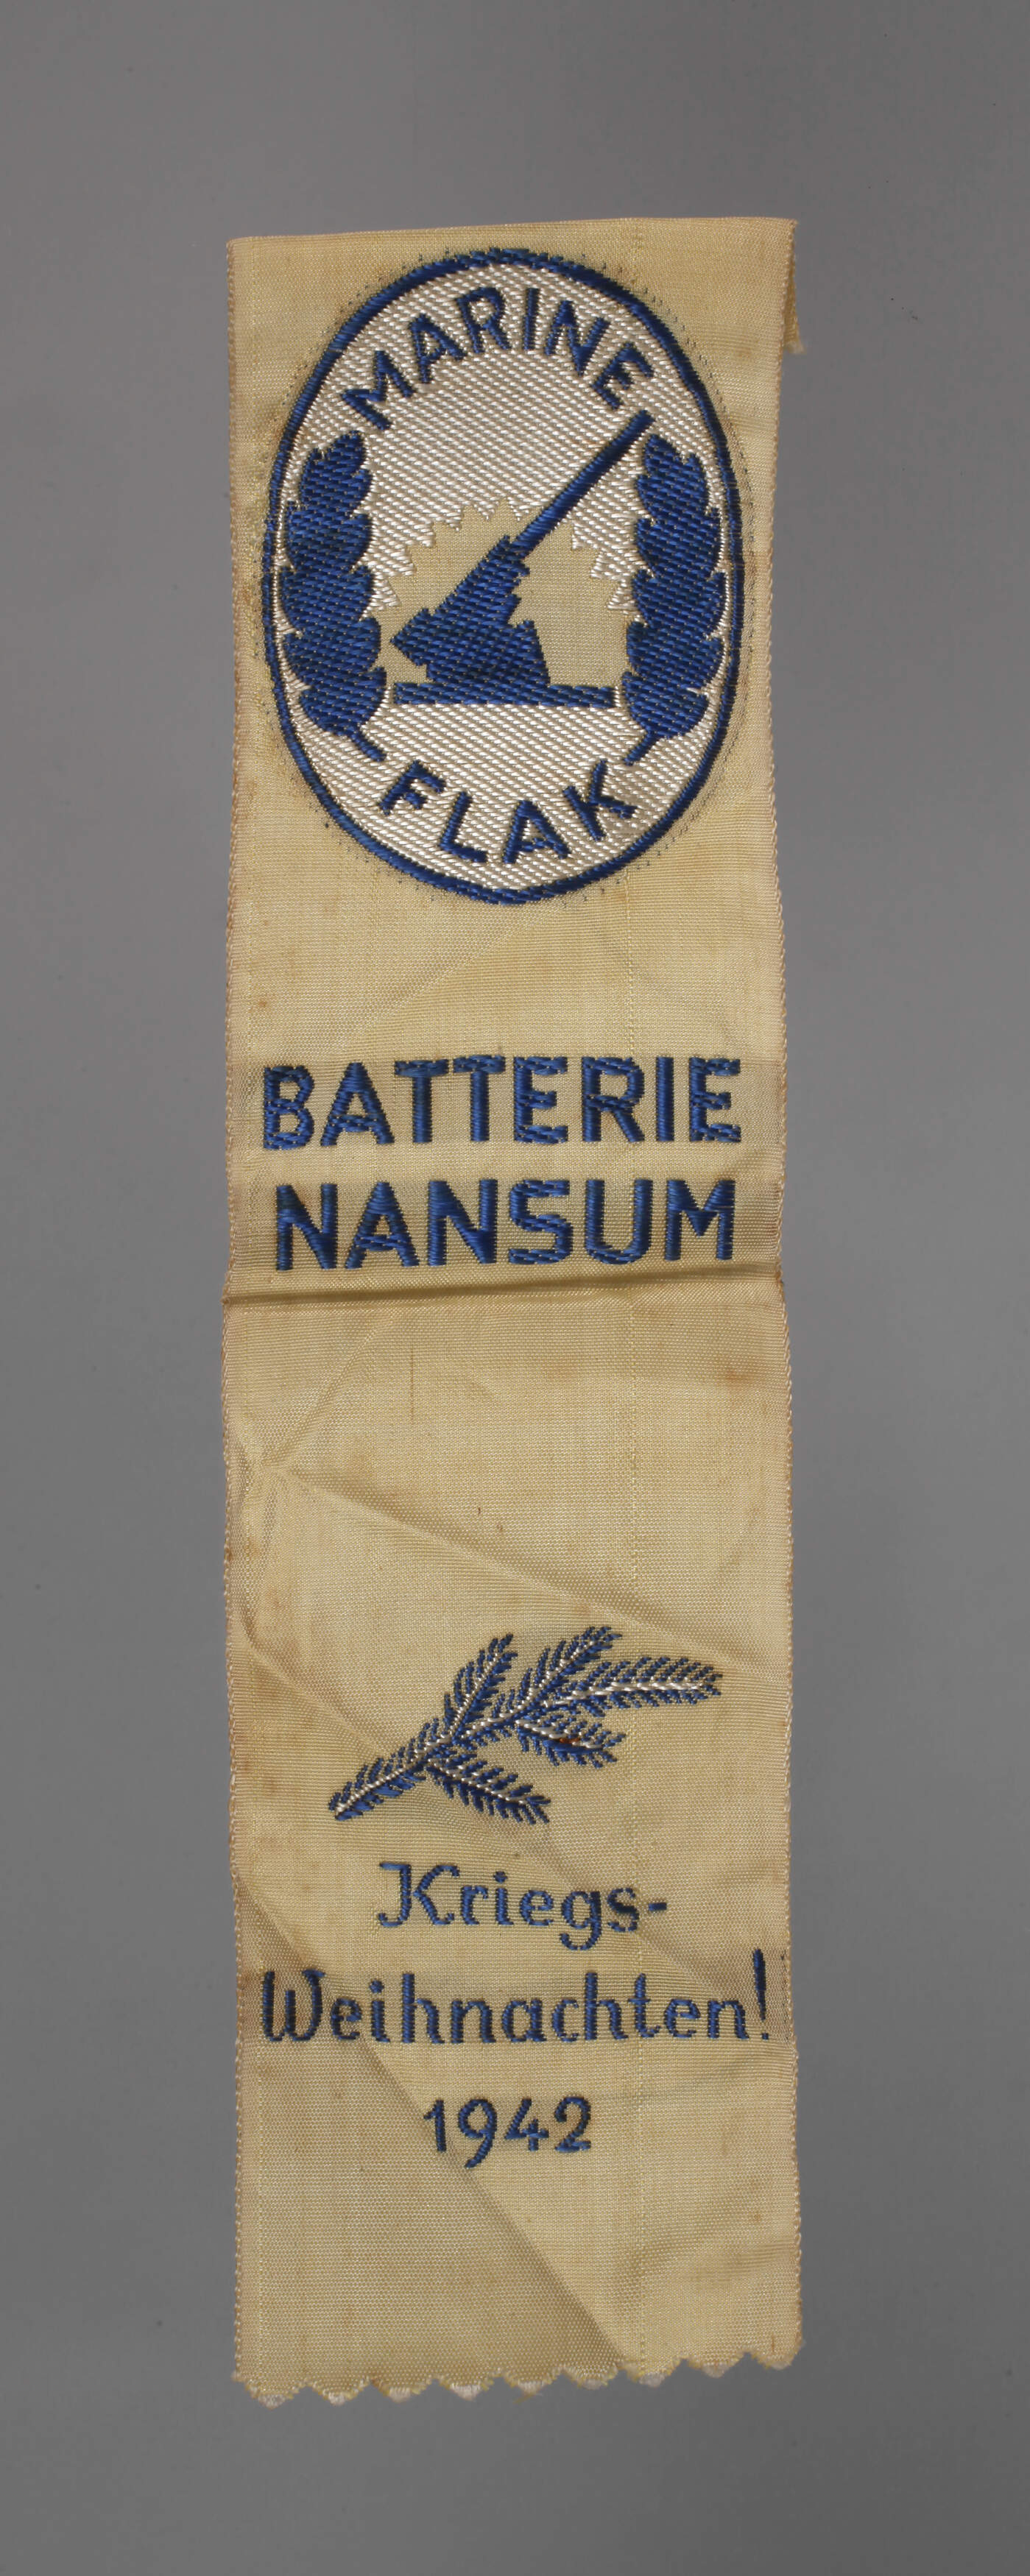 MARINE
FLAK
BATTERIE
NANSUM
Kriegs-
Weihnachten!
1942